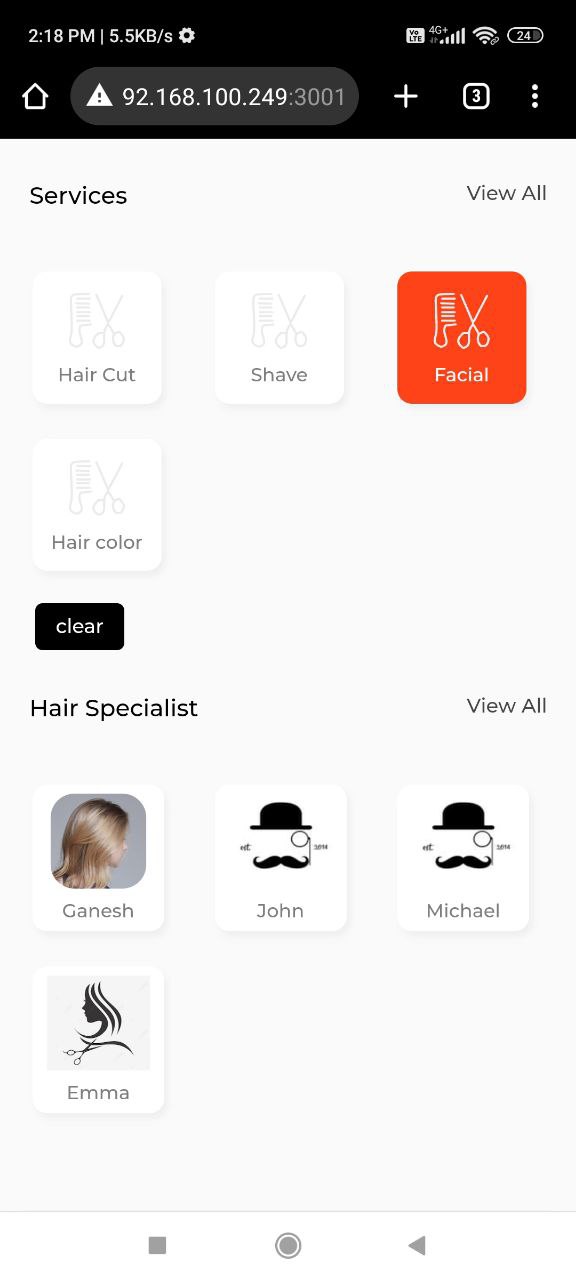 2:18 PM | 5.5KB/s
Vo LTE 4G+ 24
92.168.100.249:3001 3
Services View All
Hair Cut Shave Facial
Hair color
clear
Hair Specialist View All
est. 2014 est. 2014
Ganesh John Michael
Emma